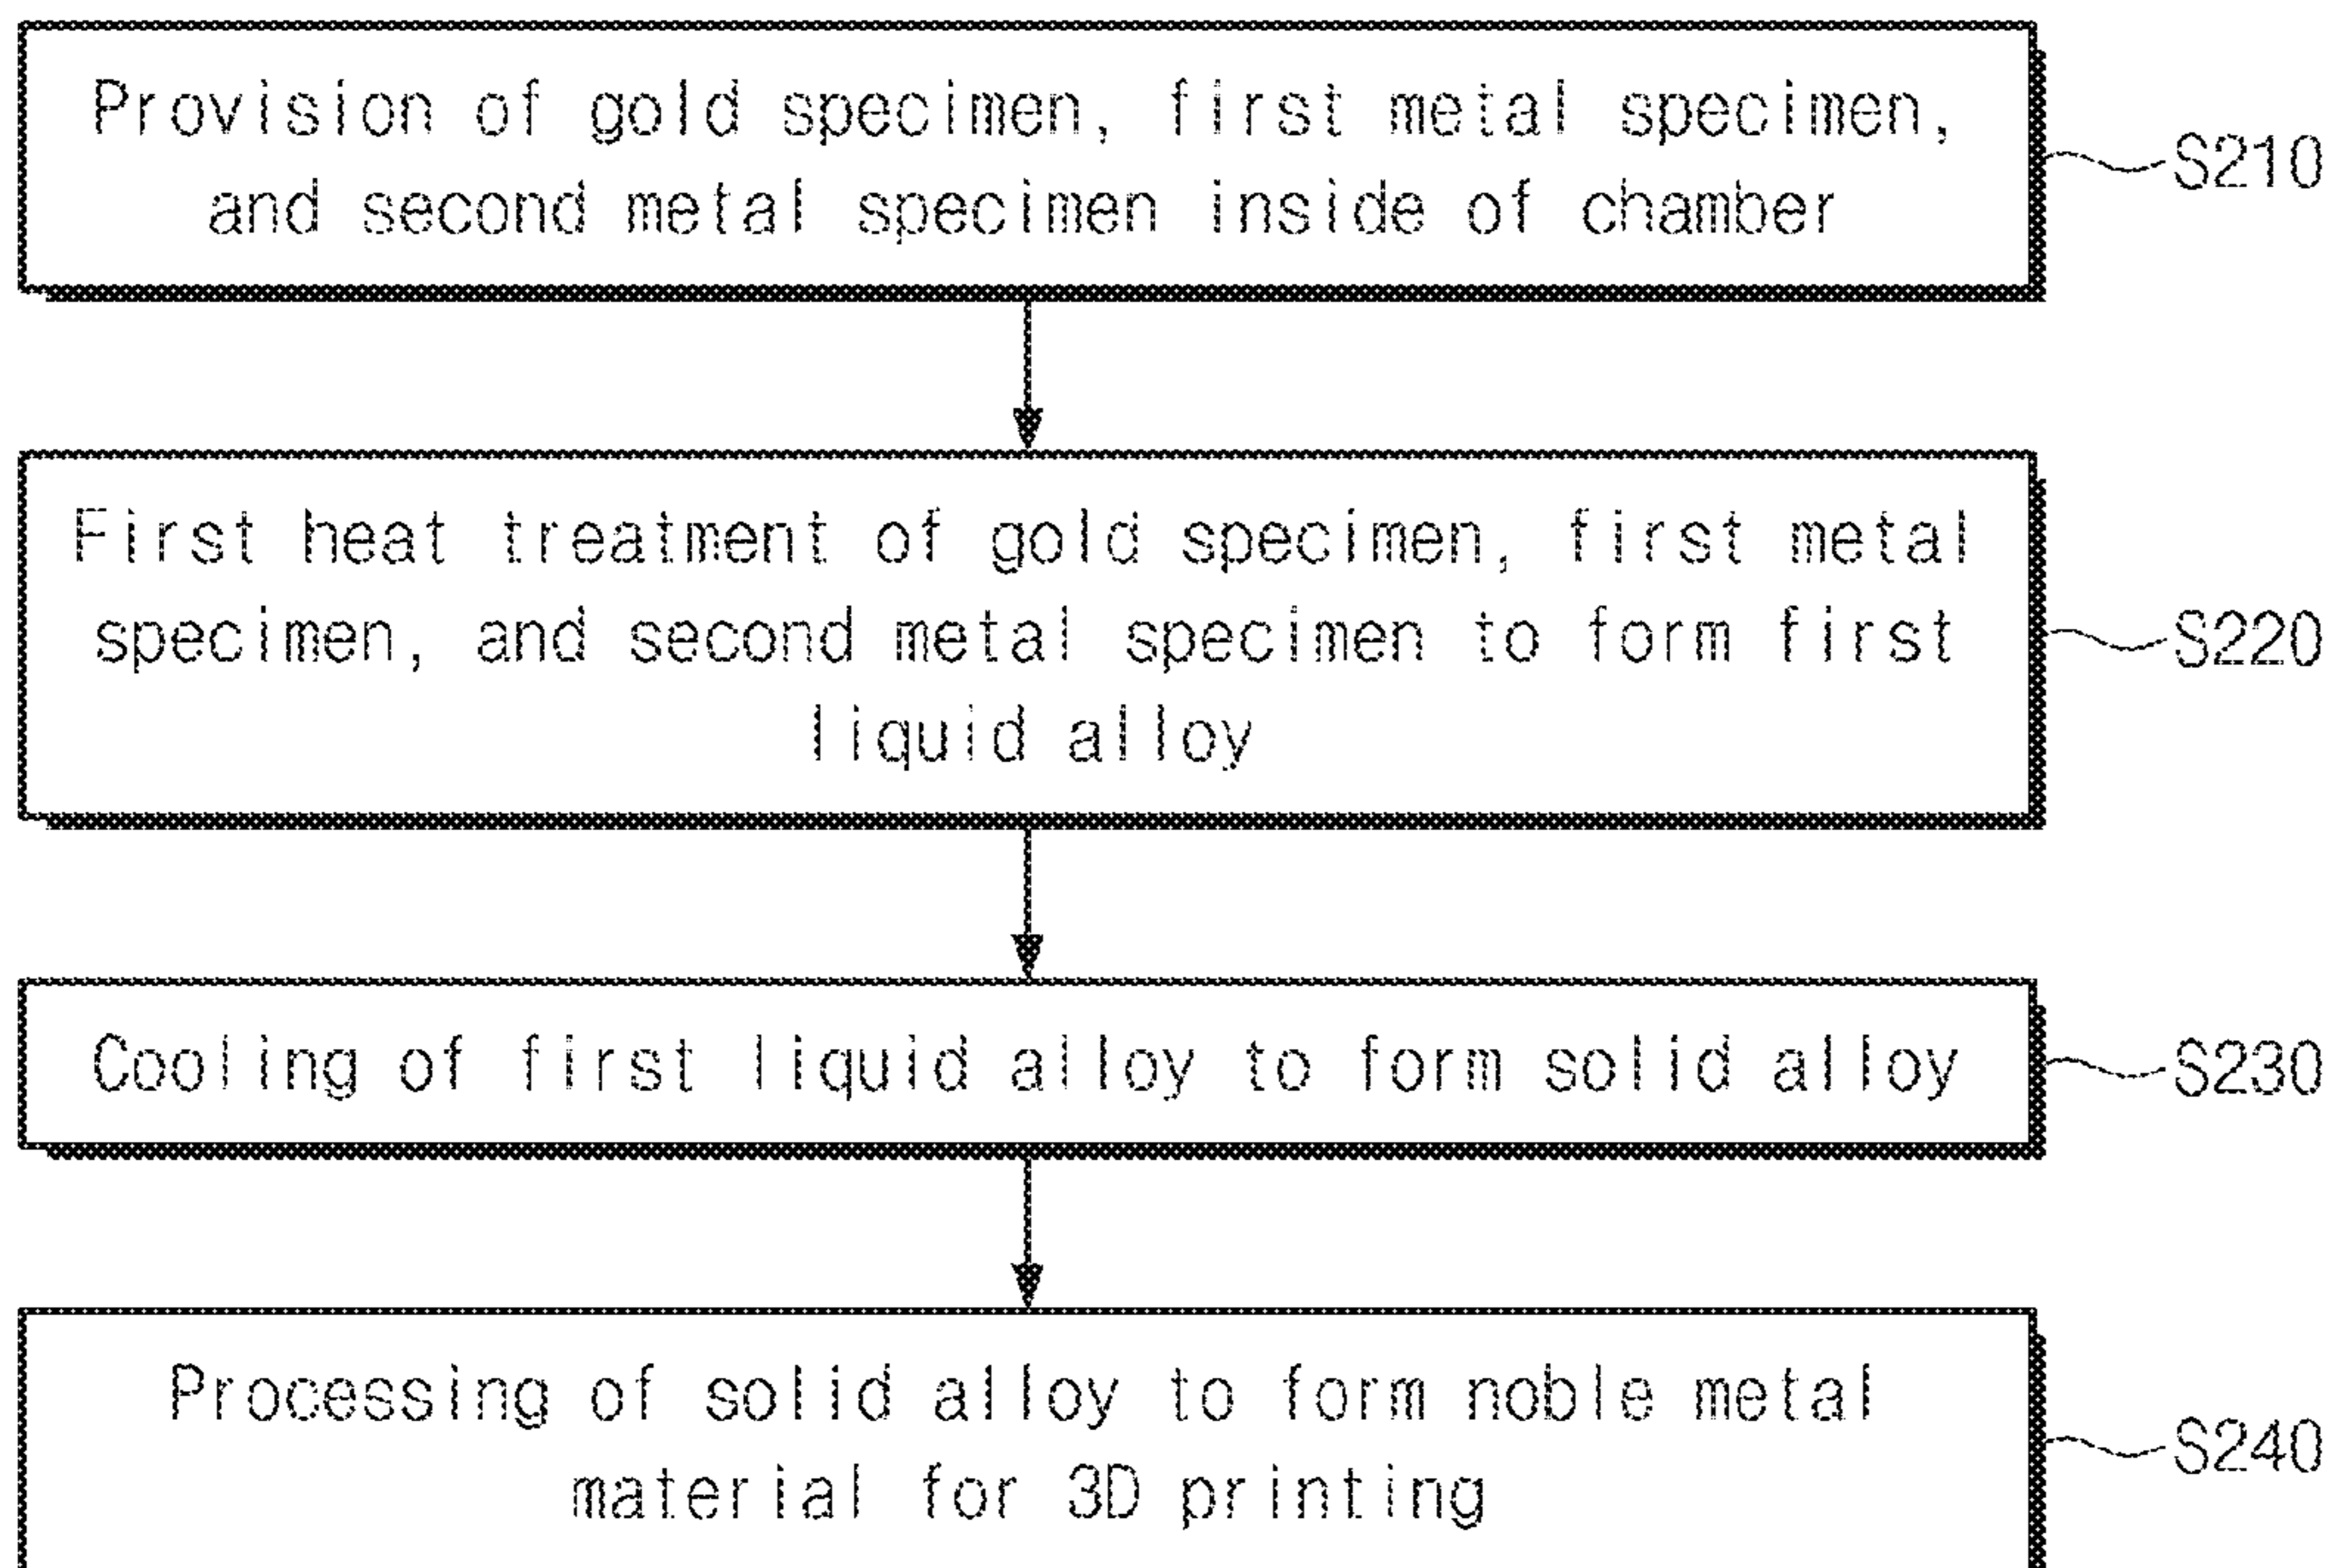 Provision of gold specimen, first metal specimen,
and second metal specimen inside of chamber
S210
First heat treatment of gold specimen, first metal
specimen, and second metal specimen to form first
liquid alloy
S220
Cooling of first liquid alloy to form solid alloy
S230
Processing of solid alloy to form noble metal
material for 3D printing
S240